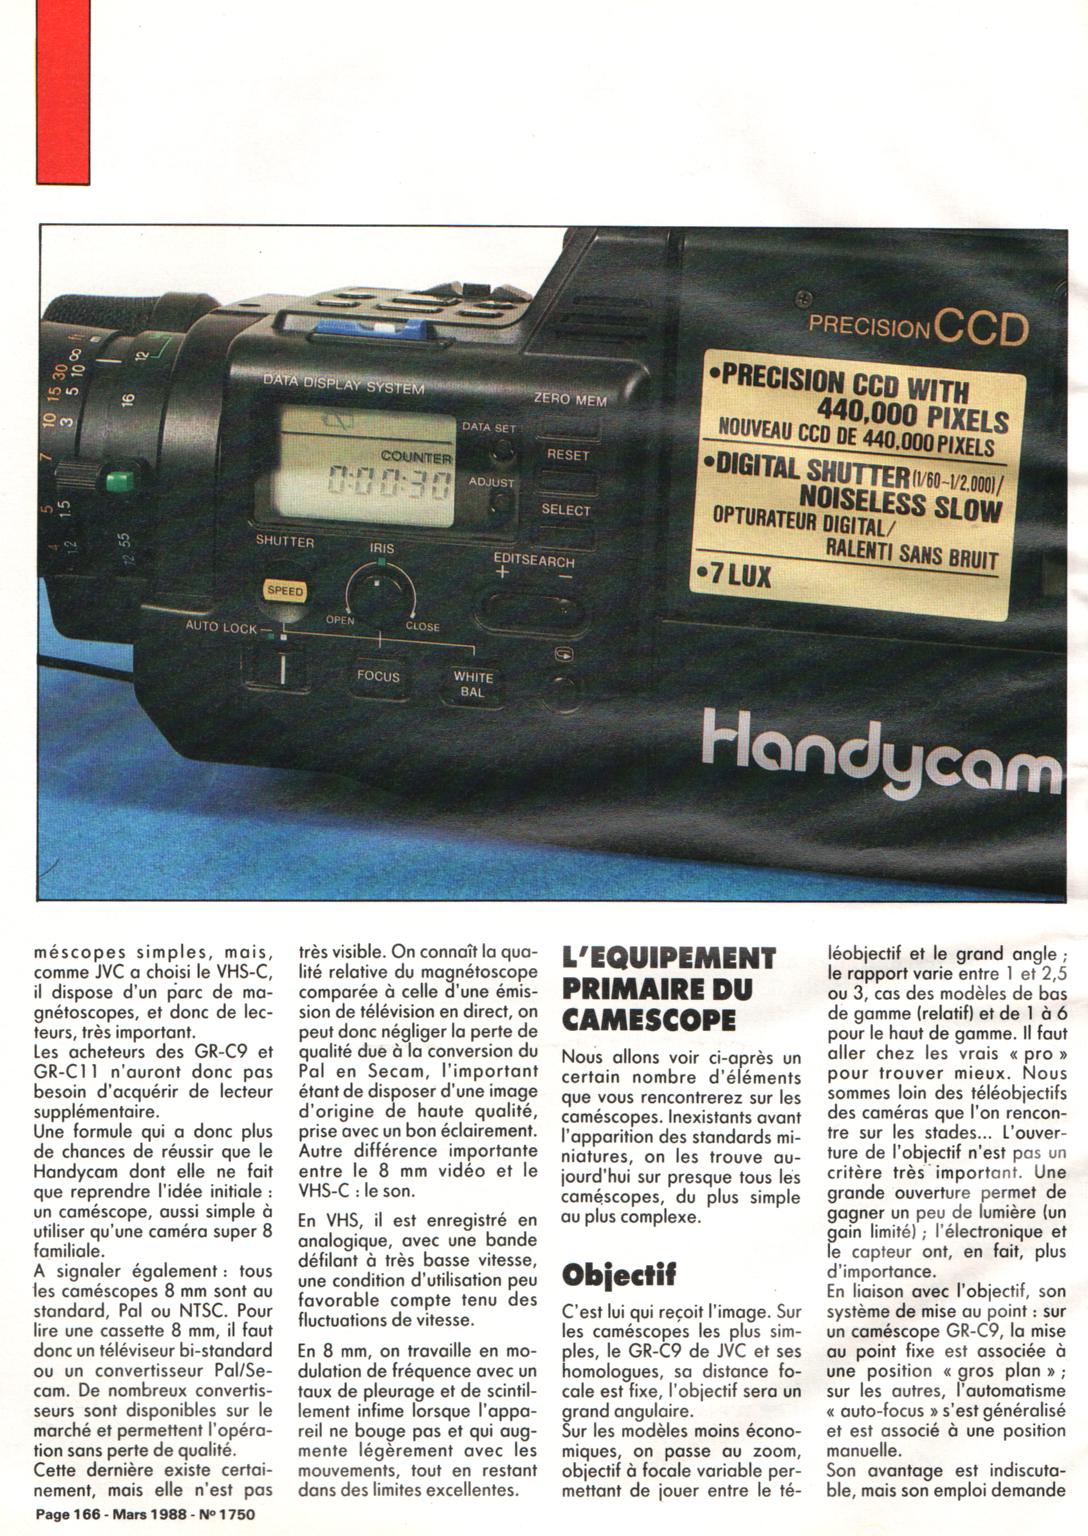 PRECISION CCD
•PRECISION CCD WITH
440,000 PIXELS
NOUVEAU CCD DE 440,000 PIXELS
•DIGITAL SHUTTER (1/60~1/2,000)/
NOISELESS SLOW
OPTURATEUR DIGITAL/
RALENTI SANS BRUIT
•7 LUX
DATA DISPLAY SYSTEM
ZERO MEM
DATA SET
COUNTER
0:00:30
RESET
ADJUST
SELECT
SHUTTER
IRIS
EDITSEARCH
+ −
SPEED
OPEN
CLOSE
AUTO LOCK
FOCUS
WHITE
BAL
Handycam
∞
30 10
15 5
10 3
7
5 1.5
4 1.2
12
16
12 55
méscopes simples, mais,
comme JVC a choisi le VHS-C,
il dispose d'un parc de ma-
gnétoscopes, et donc de lec-
teurs, très important.
Les acheteurs des GR-C9 et
GR-C11 n'auront donc pas
besoin d'acquérir de lecteur
supplémentaire.
Une formule qui a donc plus
de chances de réussir que le
Handycam dont elle ne fait
que reprendre l'idée initiale :
un caméscope, aussi simple à
utiliser qu'une caméra super 8
familiale.
A signaler également : tous
les caméscopes 8 mm sont au
standard, Pal ou NTSC. Pour
lire une cassette 8 mm, il faut
donc un téléviseur bi-standard
ou un convertisseur Pal/Se-
cam. De nombreux convertis-
seurs sont disponibles sur le
marché et permettent l'opéra-
tion sans perte de qualité.
Cette dernière existe certai-
nement, mais elle n'est pas
très visible. On connaît la qua-
lité relative du magnétoscope
comparée à celle d'une émis-
sion de télévision en direct, on
peut donc négliger la perte de
qualité due à la conversion du
Pal en Secam, l'important
étant de disposer d'une image
d'origine de haute qualité,
prise avec un bon éclairement.
Autre différence importante
entre le 8 mm vidéo et le
VHS-C : le son.
En VHS, il est enregistré en
analogique, avec une bande
défilant à très basse vitesse,
une condition d'utilisation peu
favorable compte tenu des
fluctuations de vitesse.
En 8 mm, on travaille en mo-
dulation de fréquence avec un
taux de pleurage et de scintil-
lement infime lorsque l'appa-
reil ne bouge pas et qui aug-
mente légèrement avec les
mouvements, tout en restant
dans des limites excellentes.
L'EQUIPEMENT
PRIMAIRE DU
CAMESCOPE
Nous allons voir ci-après un
certain nombre d'éléments
que vous rencontrerez sur les
caméscopes. Inexistants avant
l'apparition des standards mi-
niatures, on les trouve au-
jourd'hui sur presque tous les
caméscopes, du plus simple
au plus complexe.
Objectif
C'est lui qui reçoit l'image. Sur
les caméscopes les plus sim-
ples, le GR-C9 de JVC et ses
homologues, sa distance fo-
cale est fixe, l'objectif sera un
grand angulaire.
Sur les modèles moins écono-
miques, on passe au zoom,
objectif à focale variable per-
mettant de jouer entre le té-
léobjectif et le grand angle ;
le rapport varie entre 1 et 2,5
ou 3, cas des modèles de bas
de gamme (relatif) et de 1 à 6
pour le haut de gamme. Il faut
aller chez les vrais « pro »
pour trouver mieux. Nous
sommes loin des téléobjectifs
des caméras que l'on rencon-
tre sur les stades... L'ouver-
ture de l'objectif n'est pas un
critère très important. Une
grande ouverture permet de
gagner un peu de lumière (un
gain limité) ; l'électronique et
le capteur ont, en fait, plus
d'importance.
En liaison avec l'objectif, son
système de mise au point : sur
un caméscope GR-C9, la mise
au point fixe est associée à
une position « gros plan » ;
sur les autres, l'automatisme
« auto-focus » s'est généralisé
et est associé à une position
manuelle.
Son avantage est indiscuta-
ble, mais son emploi demande
Page 166 - Mars 1988 - Nº 1750